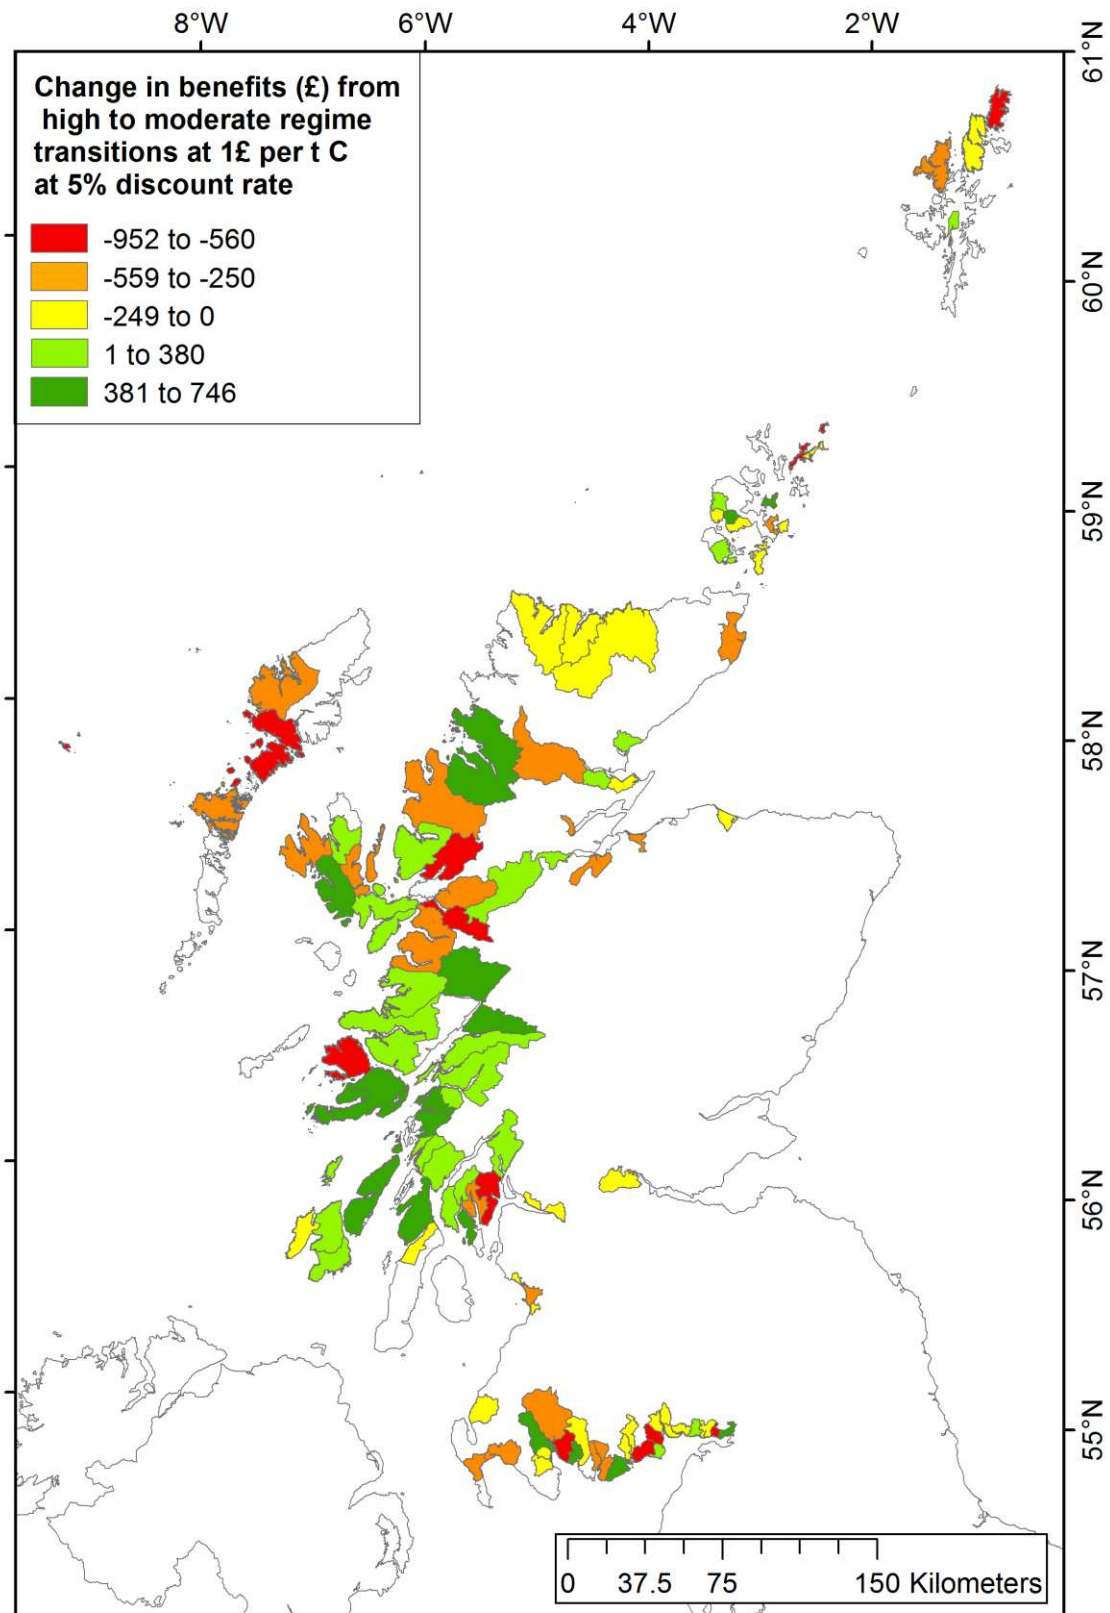 8°W 6°W 4°W 2°W
61°N
Change in benefits (£) from
high to moderate regime
transitions at 1£ per t C
at 5% discount rate
-952 to -560
-559 to -250
-249 to 0
1 to 380
381 to 746
60°N
59°N
58°N
57°N
56°N
55°N
0 37.5 75 150 Kilometers